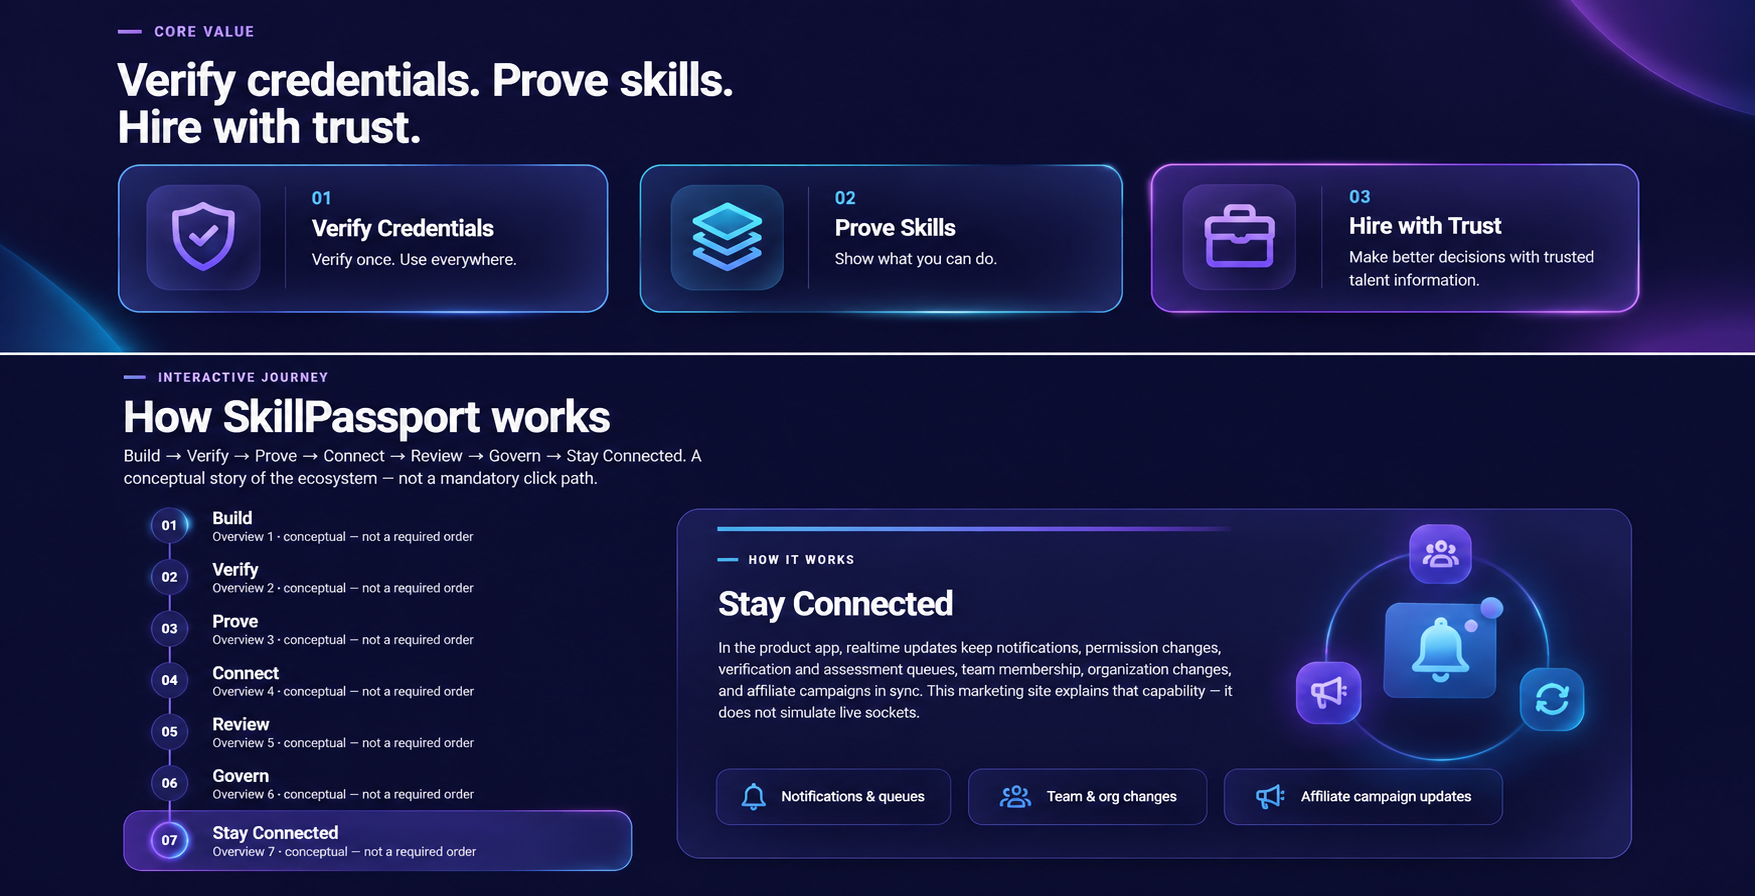 CORE VALUE
Verify credentials. Prove skills.
Hire with trust.
01
Verify Credentials
Verify once. Use everywhere.
02
Prove Skills
Show what you can do.
03
Hire with Trust
Make better decisions with trusted
talent information.
INTERACTIVE JOURNEY
How SkillPassport works
Build → Verify → Prove → Connect → Review → Govern → Stay Connected. A
conceptual story of the ecosystem — not a mandatory click path.
01
Build
Overview 1 · conceptual — not a required order
02
Verify
Overview 2 · conceptual — not a required order
03
Prove
Overview 3 · conceptual — not a required order
04
Connect
Overview 4 · conceptual — not a required order
05
Review
Overview 5 · conceptual — not a required order
06
Govern
Overview 6 · conceptual — not a required order
07
Stay Connected
Overview 7 · conceptual — not a required order
HOW IT WORKS
Stay Connected
In the product app, realtime updates keep notifications, permission changes,
verification and assessment queues, team membership, organization changes,
and affiliate campaigns in sync. This marketing site explains that capability — it
does not simulate live sockets.
Notifications & queues
Team & org changes
Affiliate campaign updates